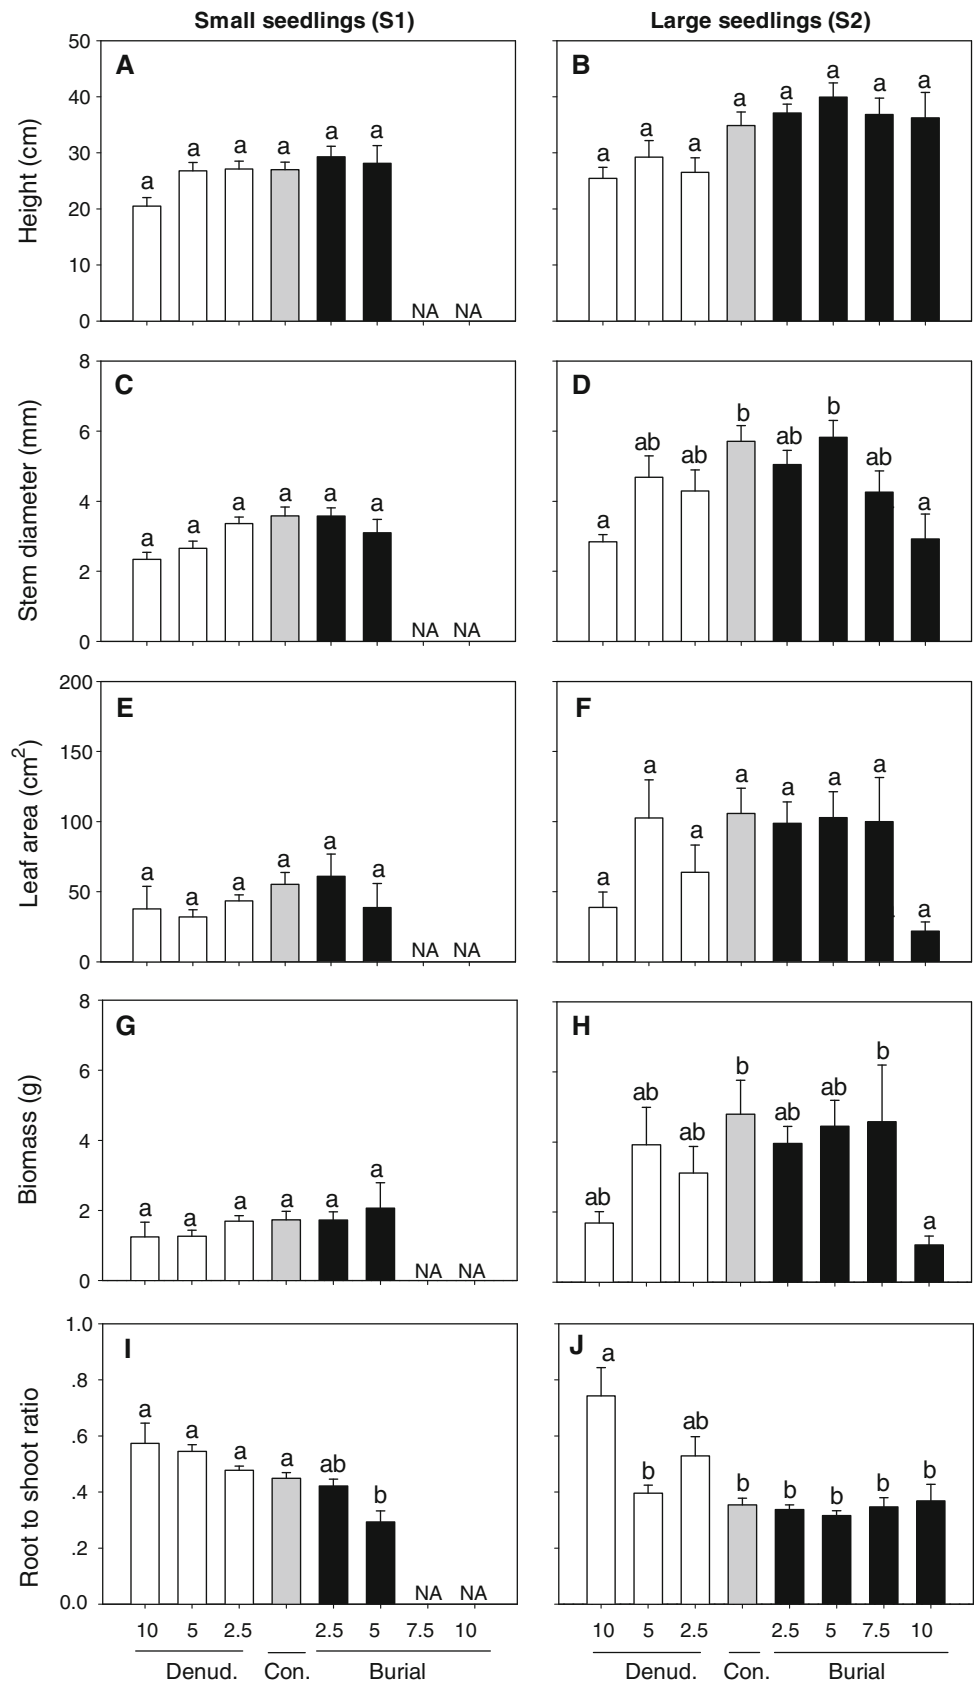 Small seedlings (S1) Large seedlings (S2)
A
Height (cm)
50
40
30
20
10
0
a a a a a a NA NA
B
a a a a a a a a
C
Stem diameter (mm)
8
6
4
2
0
a a a a a a NA NA
D
a ab ab b ab b ab a
E
Leaf area (cm²)
200
150
100
50
0
a a a a a a NA NA
F
a a a a a a a a
G
Biomass (g)
8
6
4
2
0
a a a a a a NA NA
H
ab ab ab b ab ab b a
I
Root to shoot ratio
1.0
.8
.6
.4
.2
0.0
a a a a ab b NA NA
J
a b ab b b b b b
10 5 2.5 2.5 5 7.5 10 10 5 2.5 2.5 5 7.5 10
Denud. Con. Burial Denud. Con. Burial